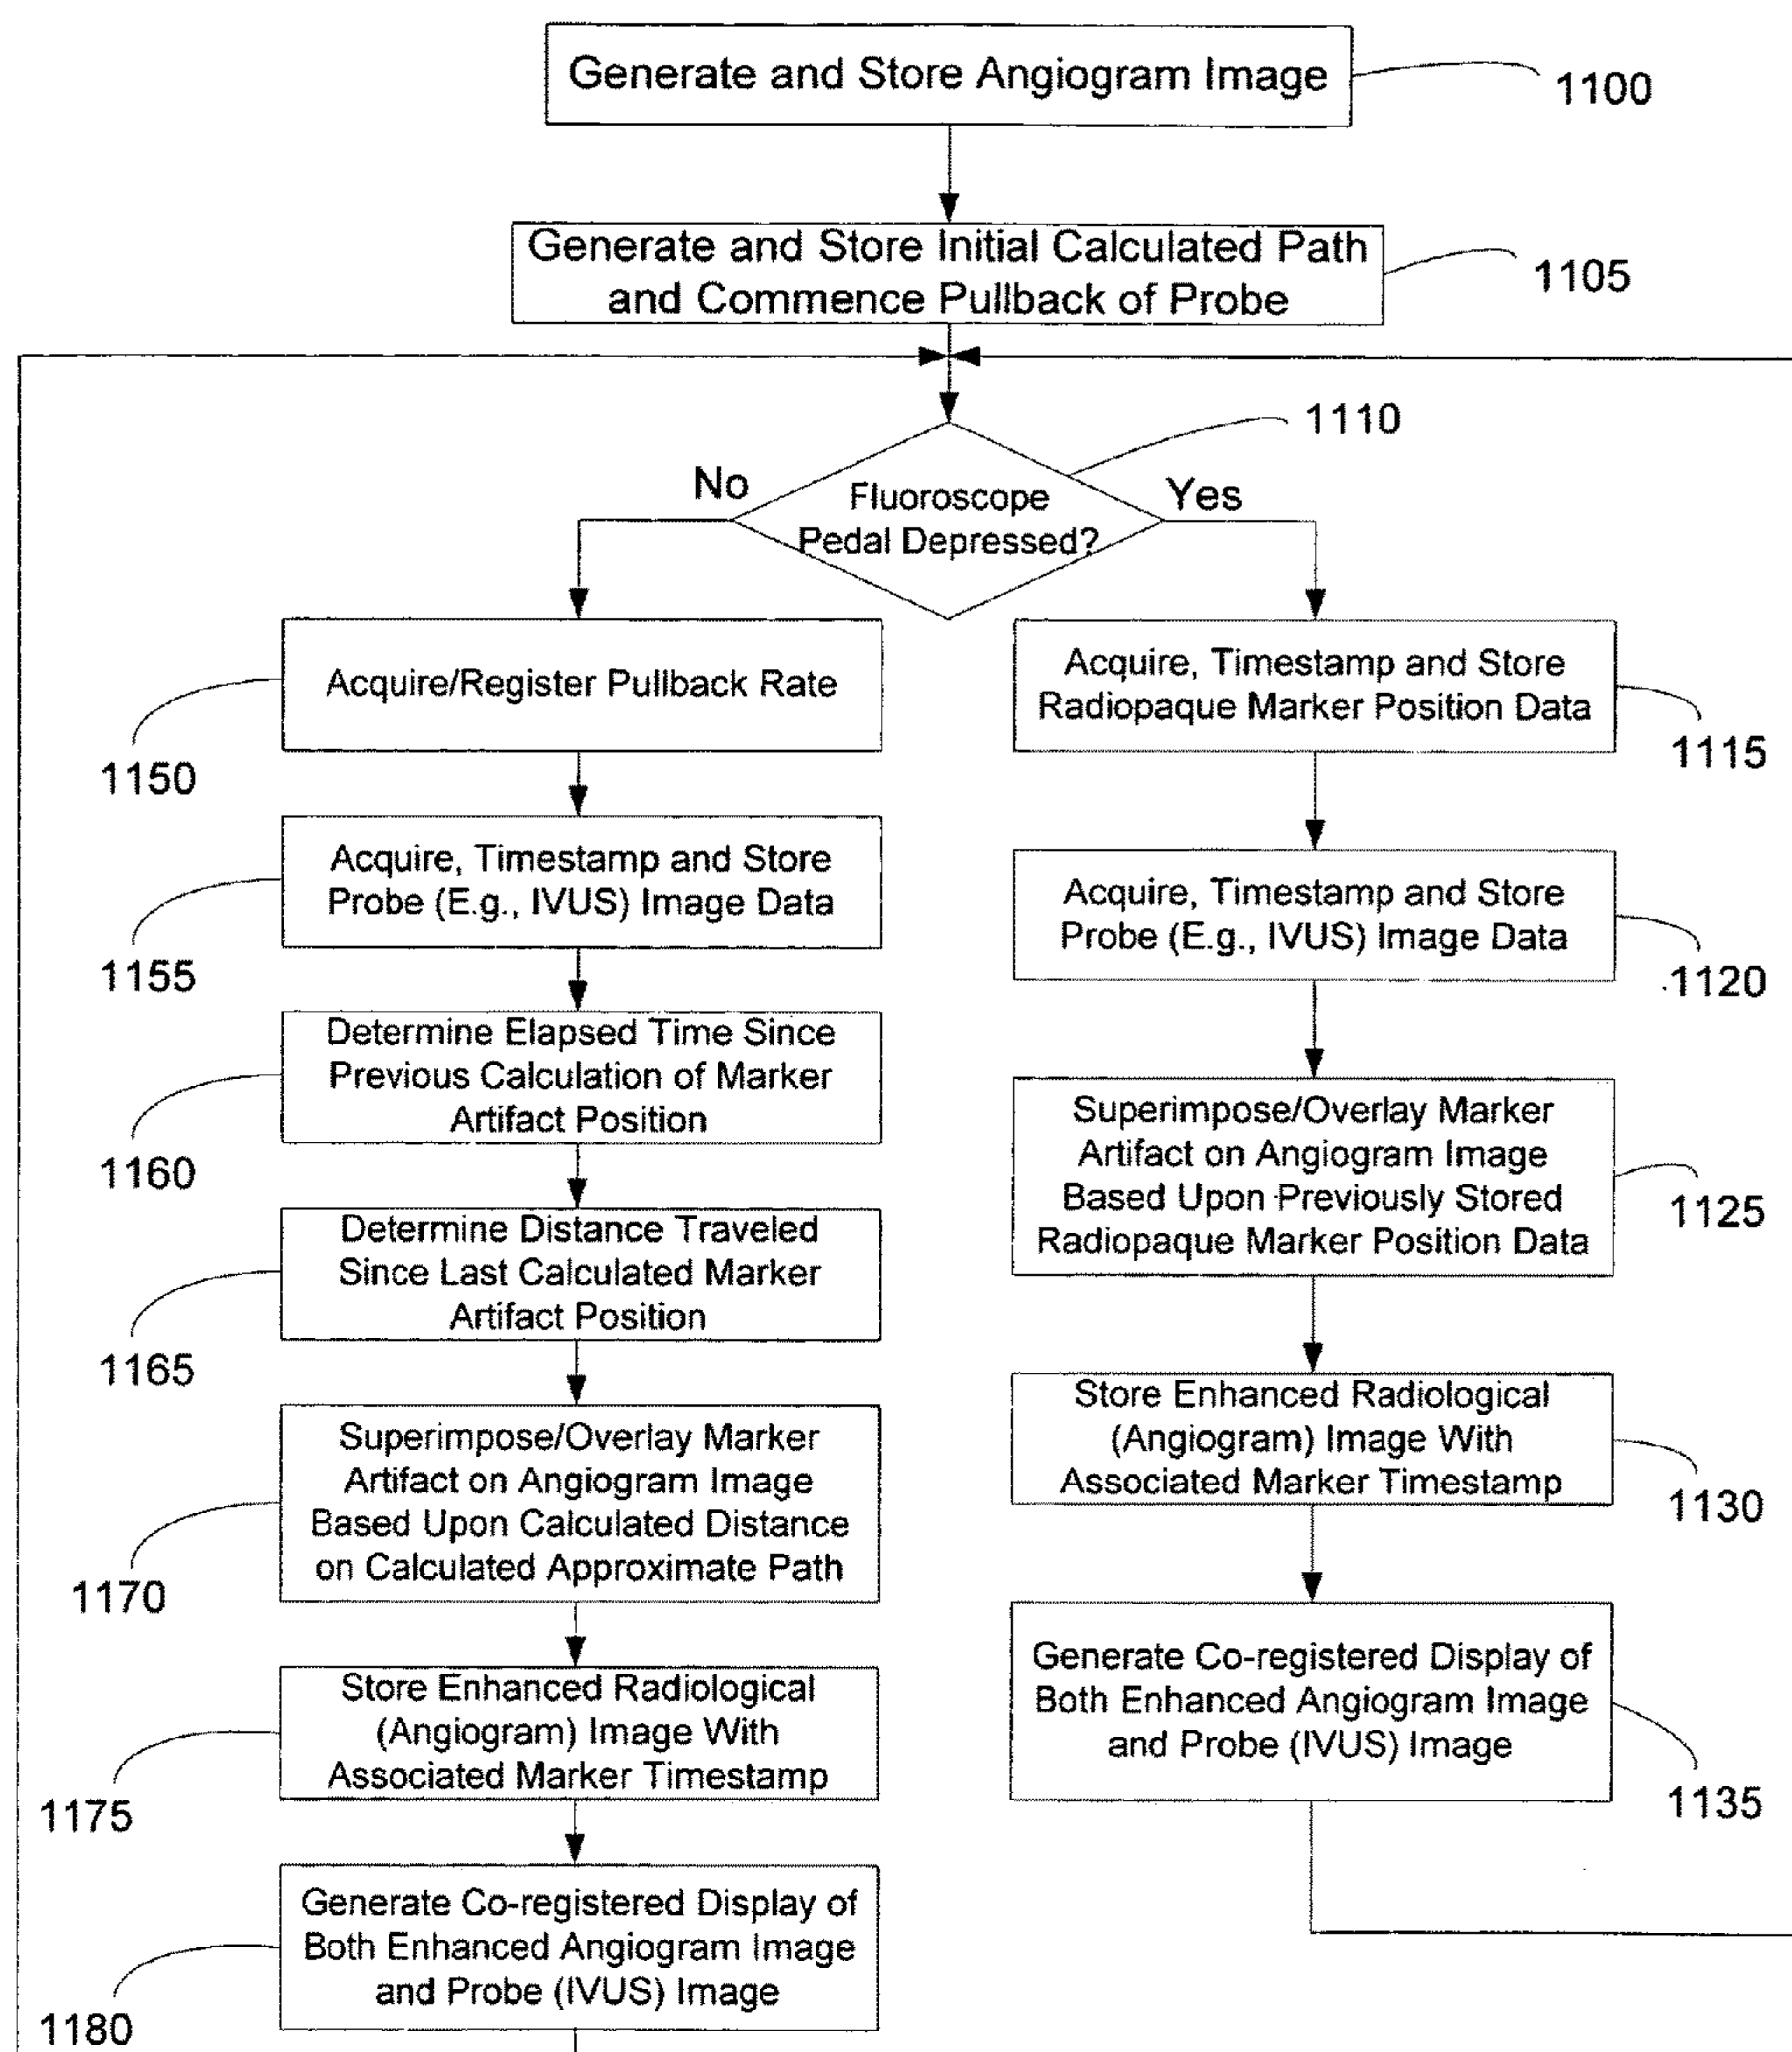 Generate and Store Angiogram Image
1100
Generate and Store Initial Calculated Path
and Commence Pullback of Probe
1105
1110
Fluoroscope
Pedal Depressed?
No
Yes
Acquire/Register Pullback Rate
1150
Acquire, Timestamp and Store
Probe (E.g., IVUS) Image Data
1155
Determine Elapsed Time Since
Previous Calculation of Marker
Artifact Position
1160
Determine Distance Traveled
Since Last Calculated Marker
Artifact Position
1165
Superimpose/Overlay Marker
Artifact on Angiogram Image
Based Upon Calculated Distance
on Calculated Approximate Path
1170
Store Enhanced Radiological
(Angiogram) Image With
Associated Marker Timestamp
1175
Generate Co-registered Display of
Both Enhanced Angiogram Image
and Probe (IVUS) Image
1180
Acquire, Timestamp and Store
Radiopaque Marker Position Data
1115
Acquire, Timestamp and Store
Probe (E.g., IVUS) Image Data
1120
Superimpose/Overlay Marker
Artifact on Angiogram Image
Based Upon Previously Stored
Radiopaque Marker Position Data
1125
Store Enhanced Radiological
(Angiogram) Image With
Associated Marker Timestamp
1130
Generate Co-registered Display of
Both Enhanced Angiogram Image
and Probe (IVUS) Image
1135